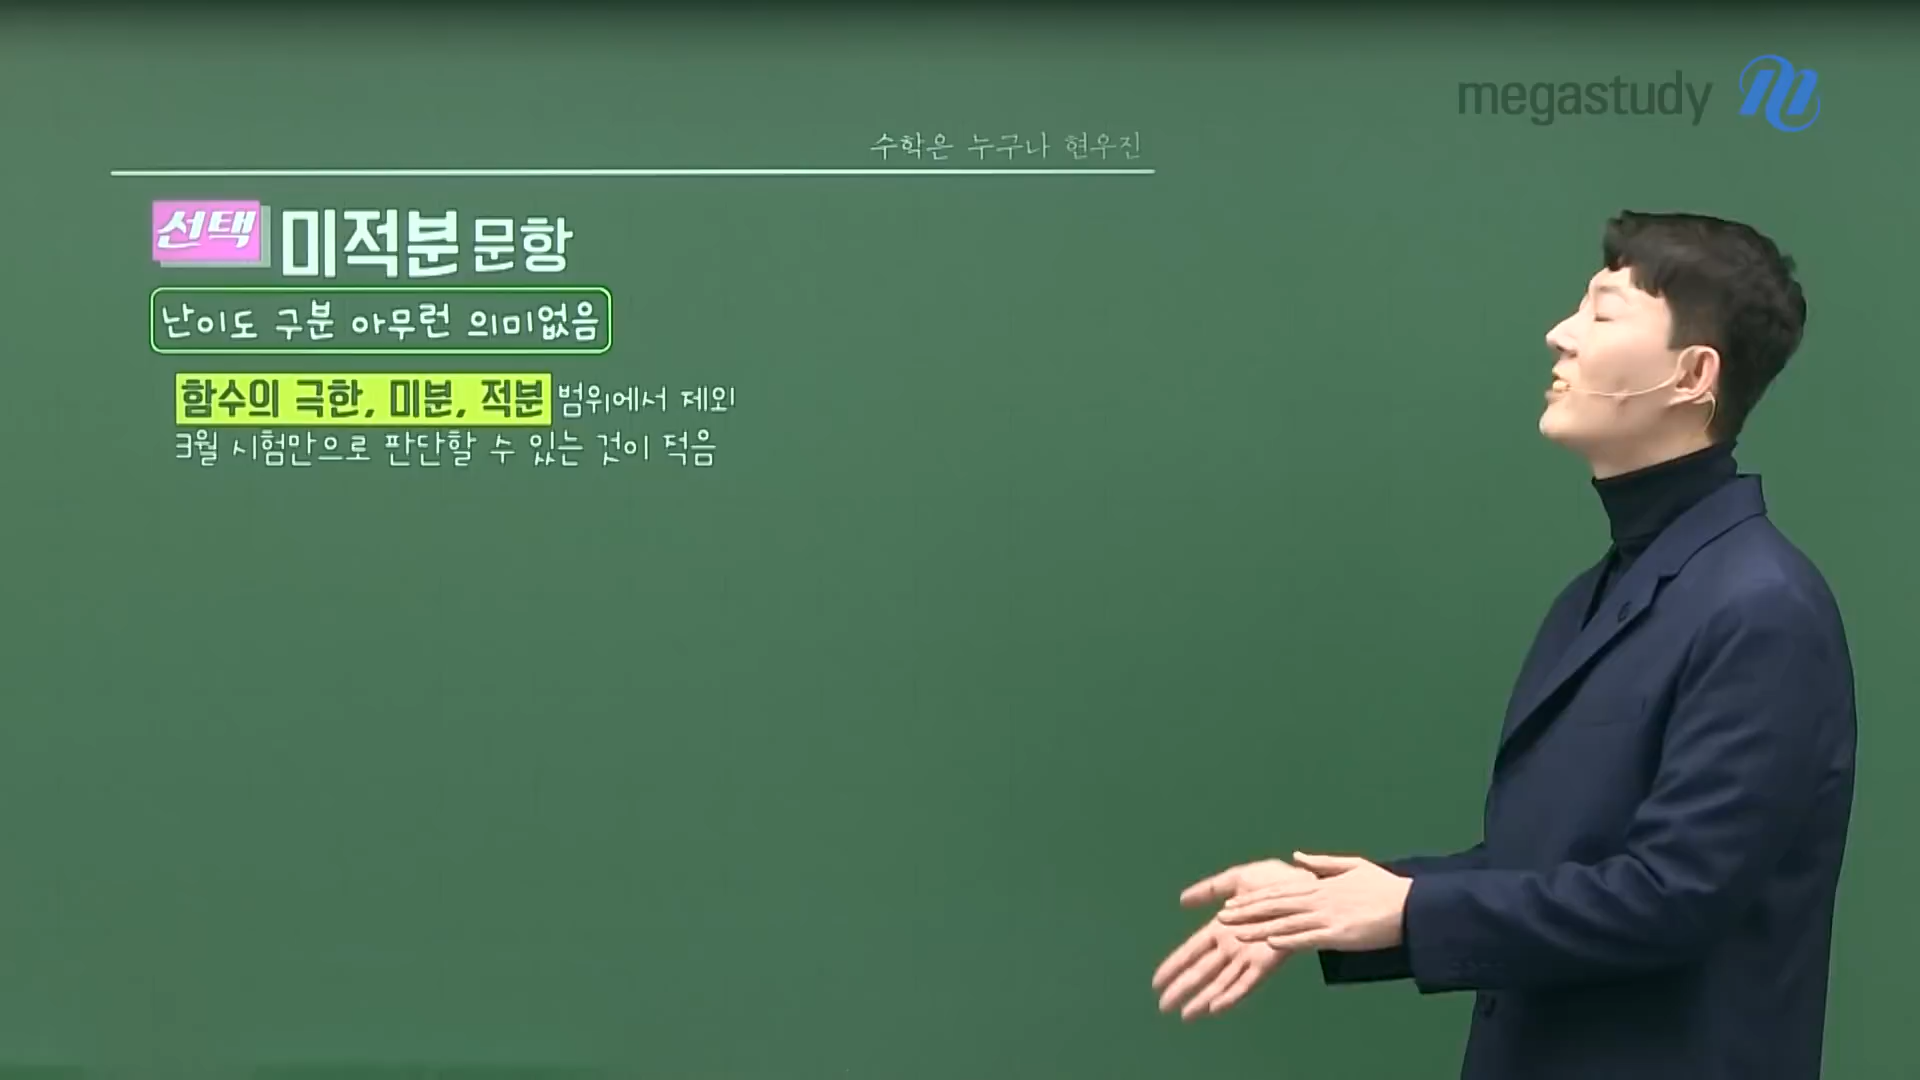 megastudy
수학은 누구나 현우진
선택 미적분 문항
난이도 구분 아무런 의미없음
함수의 극한, 미분, 적분 범위에서 제외
3월 시험만으로 판단할 수 있는 것이 적음